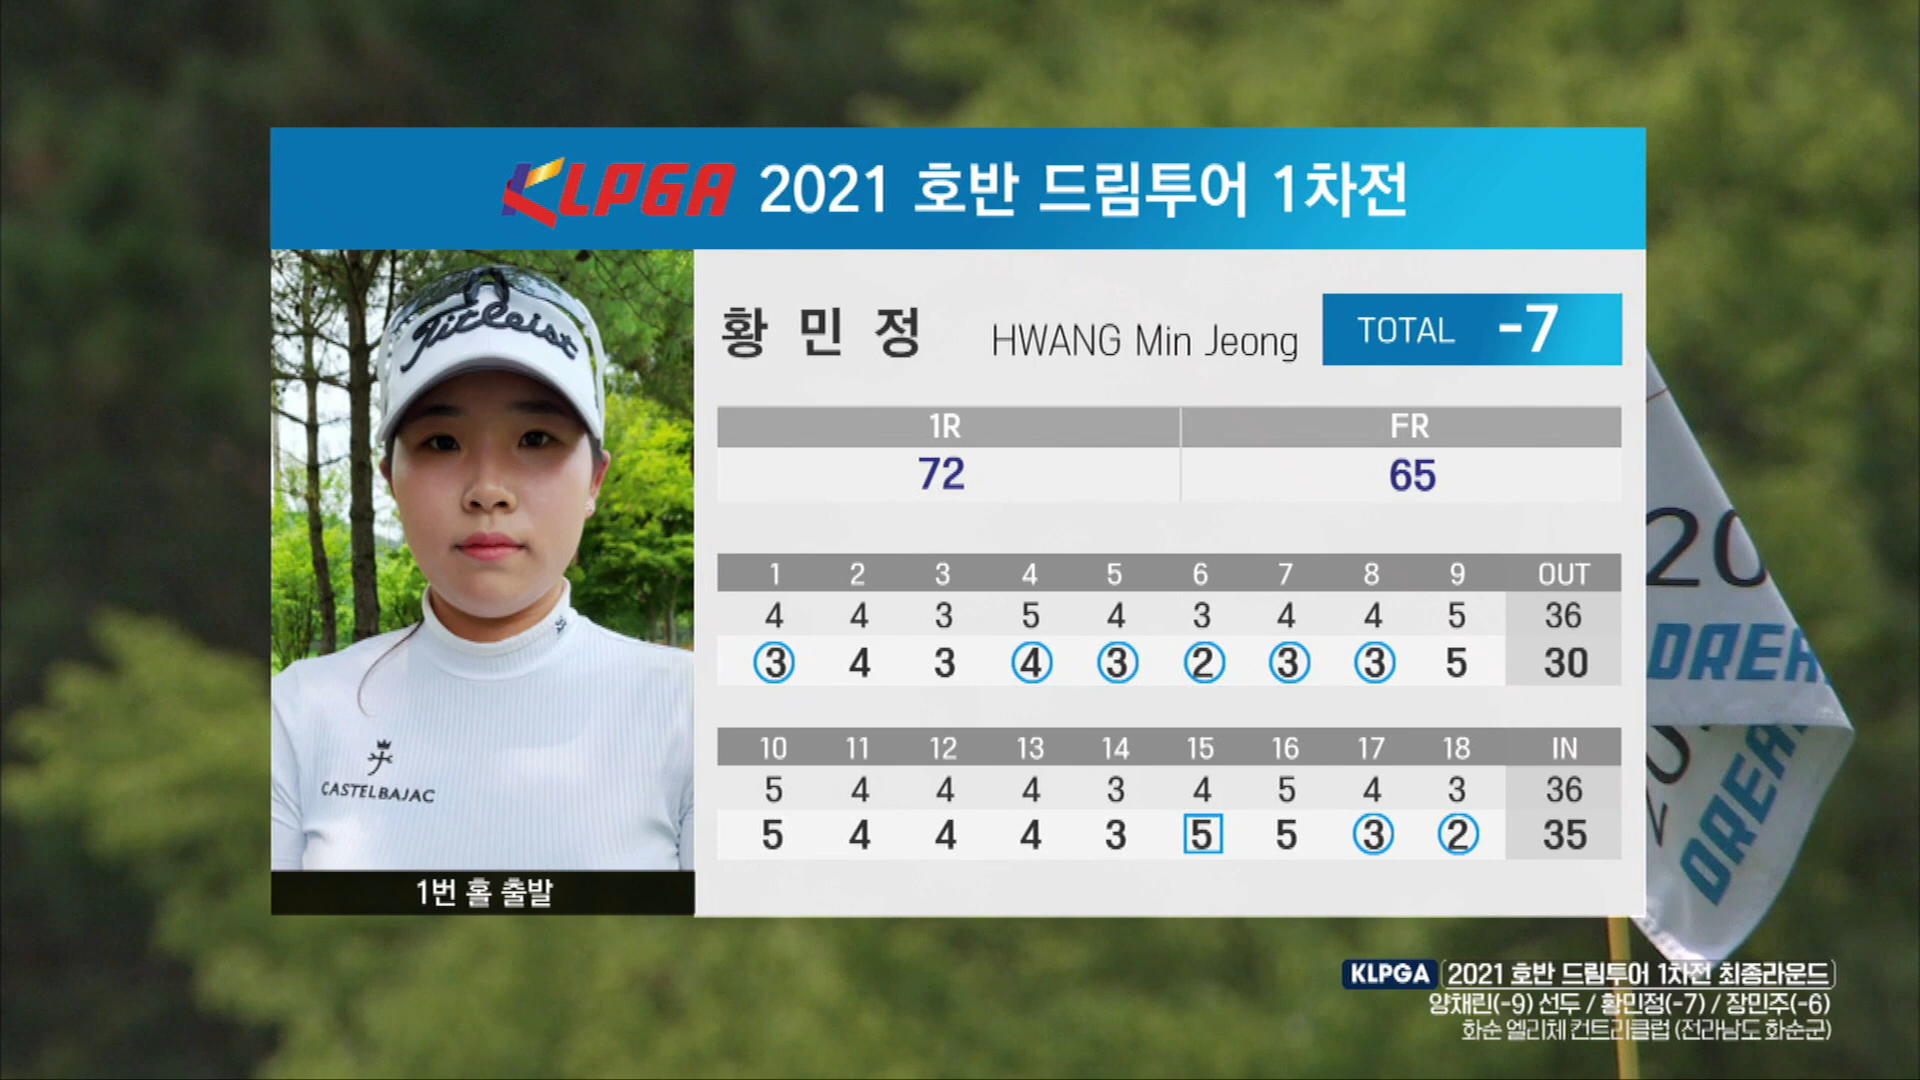 KLPGA 2021 호반 드림투어 1차전
Titleist
CASTELBAJAC
1번 홀 출발
황민정 HWANG Min Jeong TOTAL -7
1R FR
72 65
1 2 3 4 5 6 7 8 9 OUT
4 4 3 5 4 3 4 4 5 36
3 4 3 4 3 2 3 3 5 30
10 11 12 13 14 15 16 17 18 IN
5 4 4 4 3 4 5 4 3 36
5 4 4 4 3 5 5 3 2 35
20
DREA
DREA
KLPGA 2021 호반 드림투어 1차전 최종라운드
양채린(-9) 선두 / 황민정(-7) / 장민주(-6)
화순 엘리체 컨트리클럽 (전라남도 화순군)